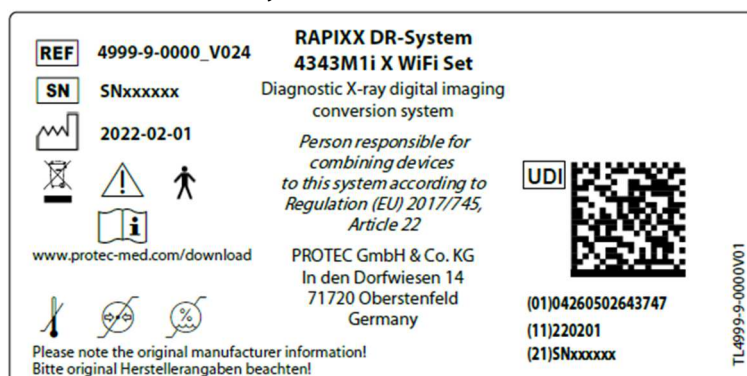 REF 4999-9-0000_V024
SN SNxxxxxx
2022-02-01
www.protec-med.com/download
Please note the original manufacturer information!
Bitte original Herstellerangaben beachten!
RAPIXX DR-System
4343M1i X WiFi Set
Diagnostic X-ray digital imaging
conversion system
Person responsible for
combining devices
to this system according to
Regulation (EU) 2017/745,
Article 22
PROTEC GmbH & Co. KG
In den Dorfwiesen 14
71720 Oberstenfeld
Germany
UDI
(01)04260502643747
(11)220201
(21)SNxxxxxx
TL4999-9-0000V01